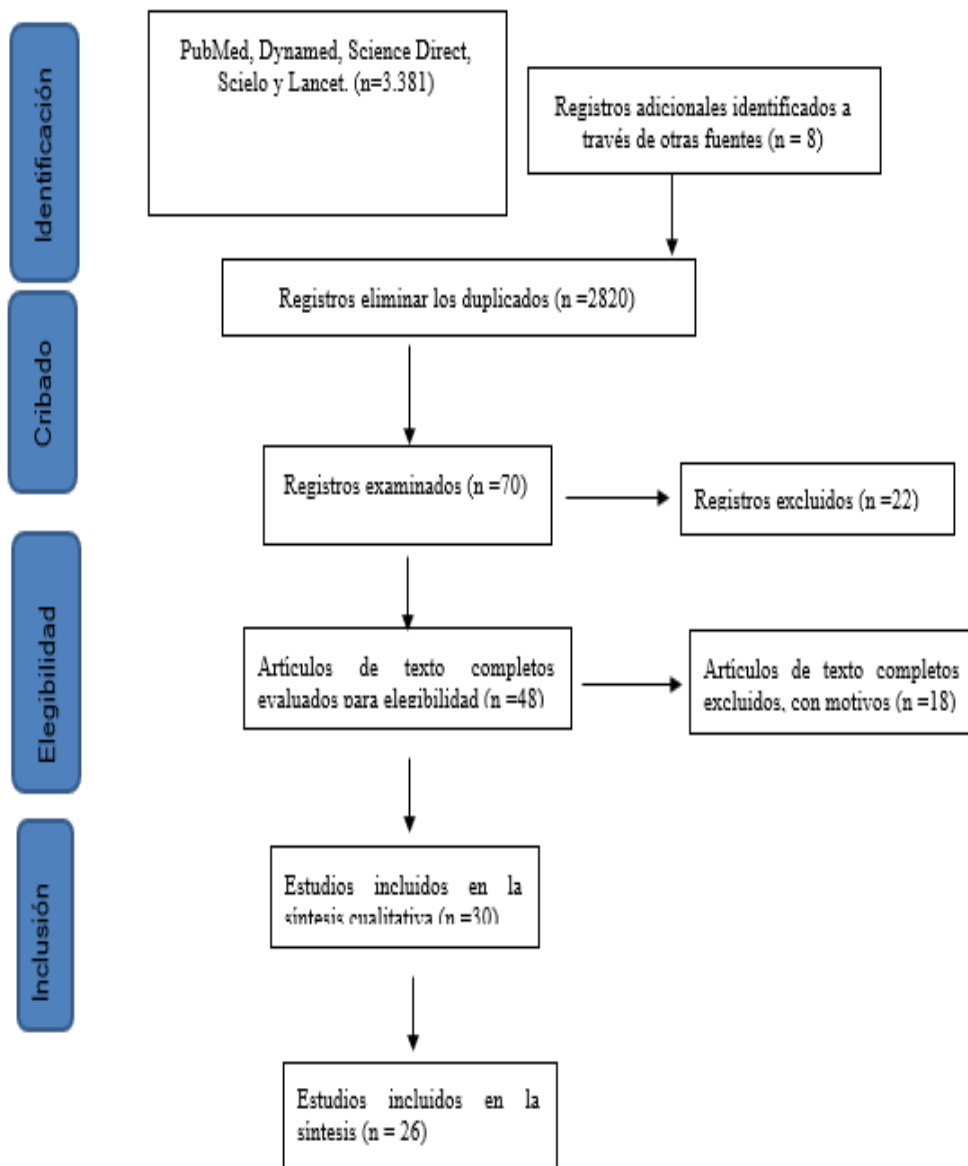 Identificación
PubMed, Dynamed, Science Direct,
Scielo y Lancet. (n=3.381)
Registros adicionales identificados a
través de otras fuentes (n = 8)
Registros eliminar los duplicados (n =2820)
Cribado
Registros examinados (n =70)
Registros excluidos (n =22)
Elegibilidad
Artículos de texto completos
evaluados para elegibilidad (n =48)
Artículos de texto completos
excluidos, con motivos (n =18)
Inclusión
Estudios incluidos en la
síntesis cualitativa (n =30)
Estudios incluidos en la
síntesis (n = 26)